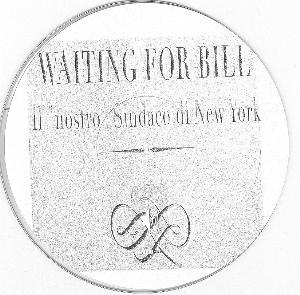 WAITING FOR BILL
Il "nostro" Sindaco di New York